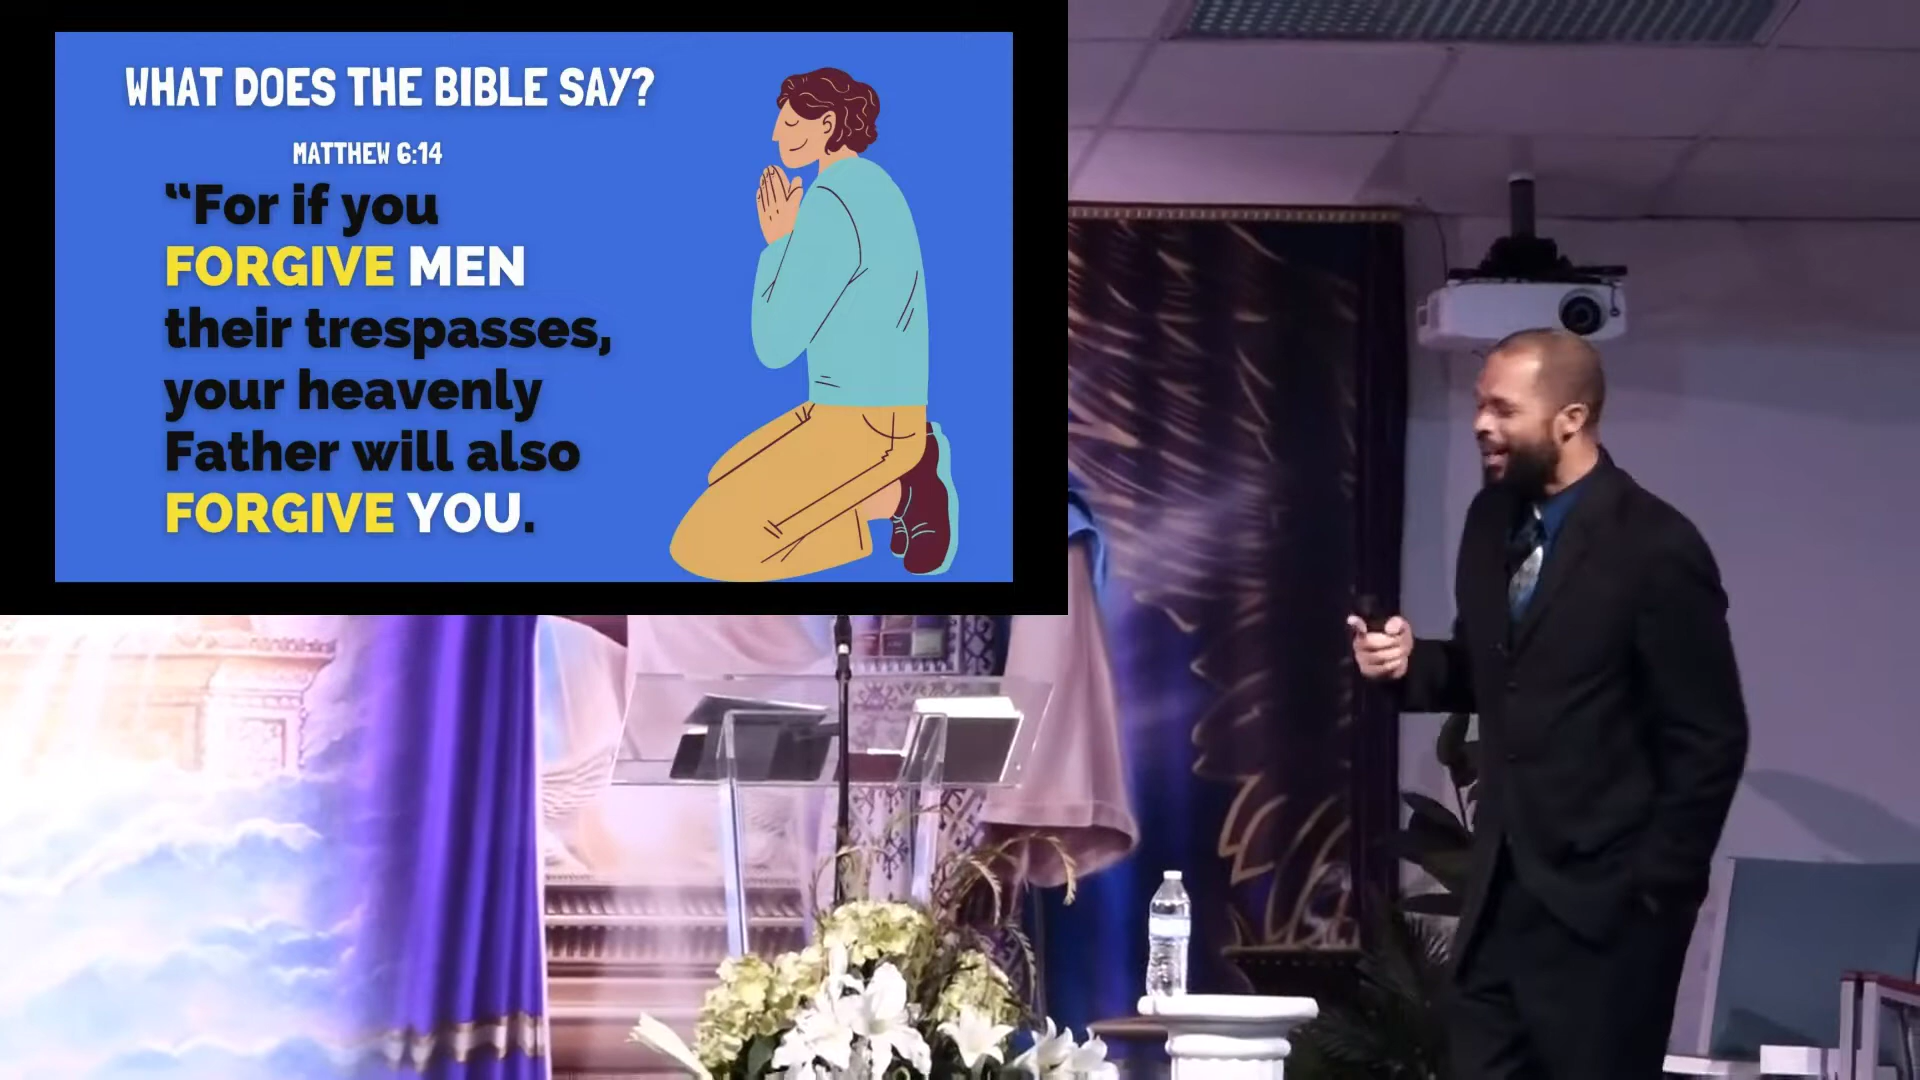 WHAT DOES THE BIBLE SAY?
MATTHEW 6:14
“For if you
FORGIVE MEN
their trespasses,
your heavenly
Father will also
FORGIVE YOU.